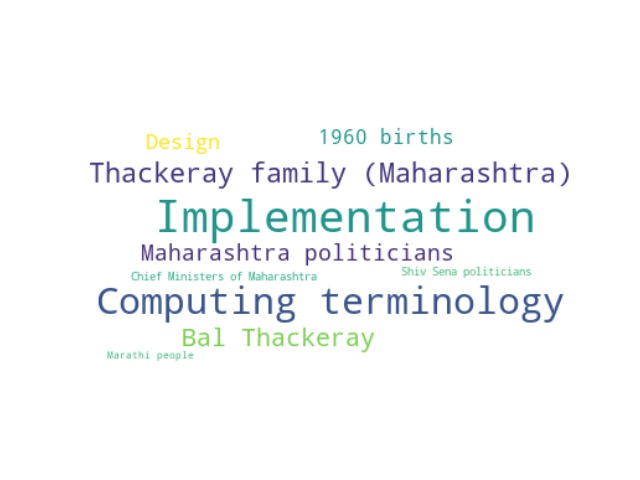 Design
1960 births
Thackeray family (Maharashtra)
Implementation
Maharashtra politicians
Chief Ministers of Maharashtra
Shiv Sena politicians
Computing terminology
Bal Thackeray
Marathi people